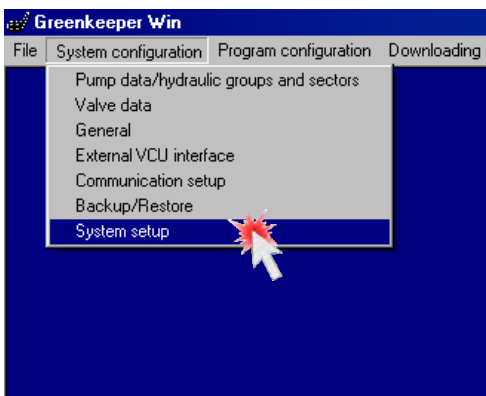 Greenkeeper Win
File System configuration Program configuration Downloading
Pump data/hydraulic groups and sectors
Valve data
General
External VCU interface
Communication setup
Backup/Restore
System setup